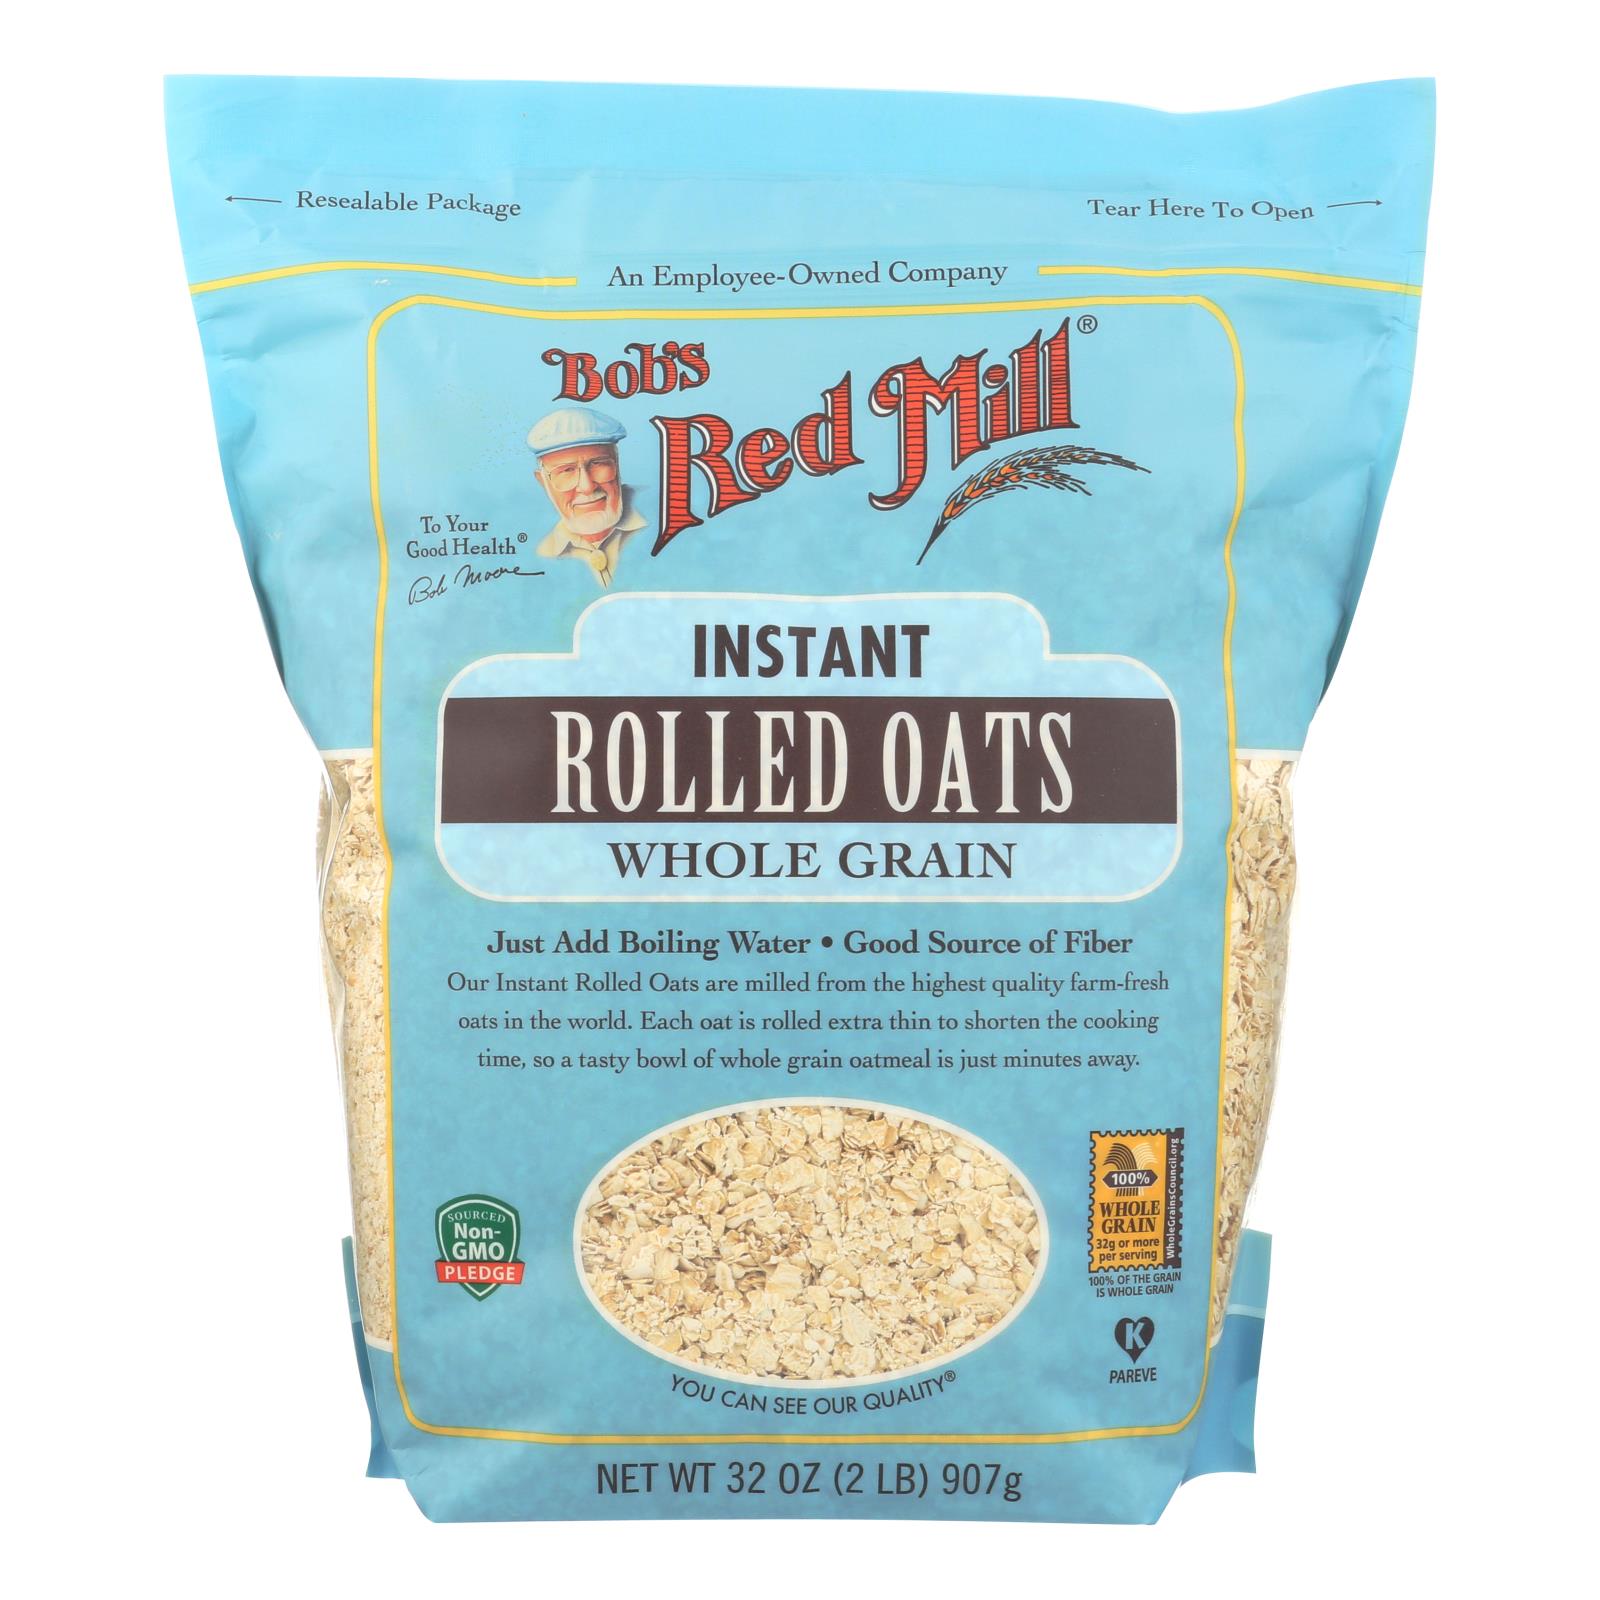 Resealable Package
Tear Here To Open
An Employee-Owned Company
Bob's
Red Mill®
To Your
Good Health®
Bob Moore
INSTANT
ROLLED OATS
WHOLE GRAIN
Just Add Boiling Water • Good Source of Fiber
Our Instant Rolled Oats are milled from the highest quality farm-fresh
oats in the world. Each oat is rolled extra thin to shorten the cooking
time, so a tasty bowl of whole grain oatmeal is just minutes away.
SOURCED
Non-
GMO
PLEDGE
100%
WHOLE
GRAIN
32g or more
per serving
WholeGrainsCouncil.org
100% OF THE GRAIN
IS WHOLE GRAIN
K
PAREVE
YOU CAN SEE OUR QUALITY®
NET WT 32 OZ (2 LB) 907g